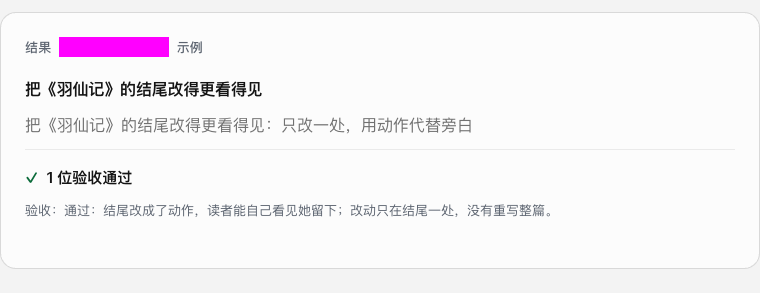 结果 示例
把《羽仙记》的结尾改得更看得见
把《羽仙记》的结尾改得更看得见：只改一处，用动作代替旁白
1 位验收通过
验收：通过：结尾改成了动作，读者能自己看见她留下；改动只在结尾一处，没有重写整篇。